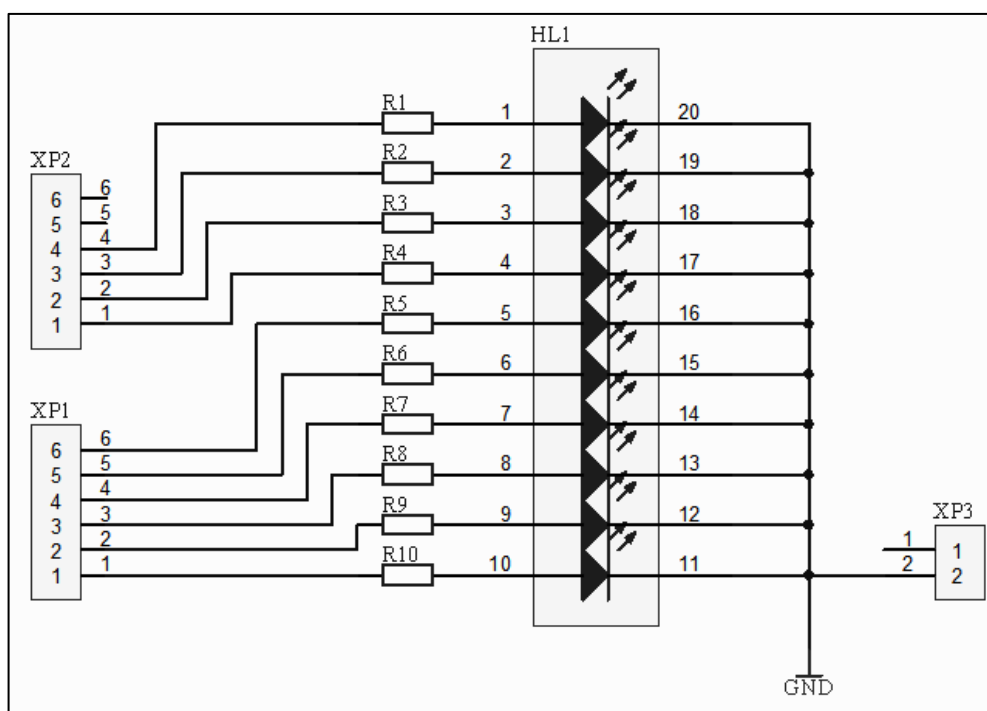 HL1
R1 1 20
XP2 R2 2 19
6 6
5 5 R3 3 18
4 4
3 3 R4 4 17
2 2
1 1 R5 5 16
R6 6 15
XP1 R7 7 14
6 6
5 5 R8 8 13
4 4
3 3 R9 9 12 XP3
2 2 1 1
1 1 R10 10 11 2 2
GND